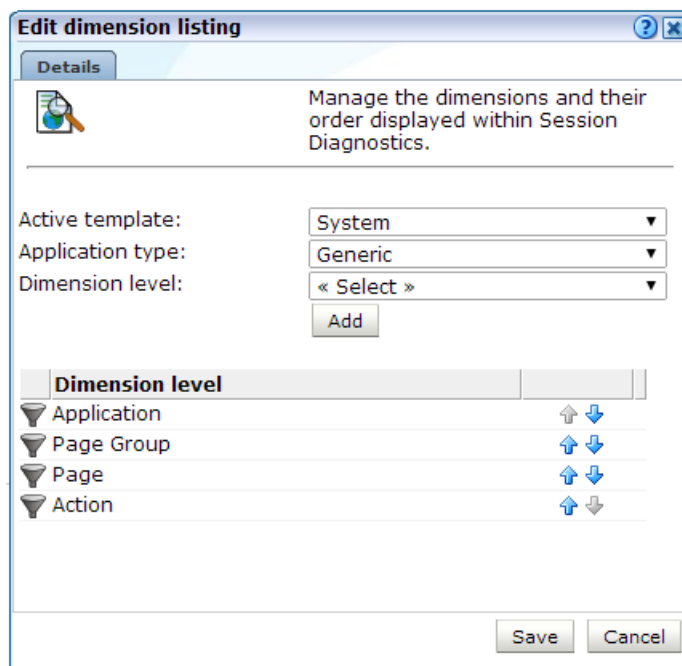 Edit dimension listing
?
Details
Manage the dimensions and their
order displayed within Session
Diagnostics.
Active template:
System
Application type:
Generic
Dimension level:
« Select »
Add
Dimension level
Application
Page Group
Page
Action
Save
Cancel